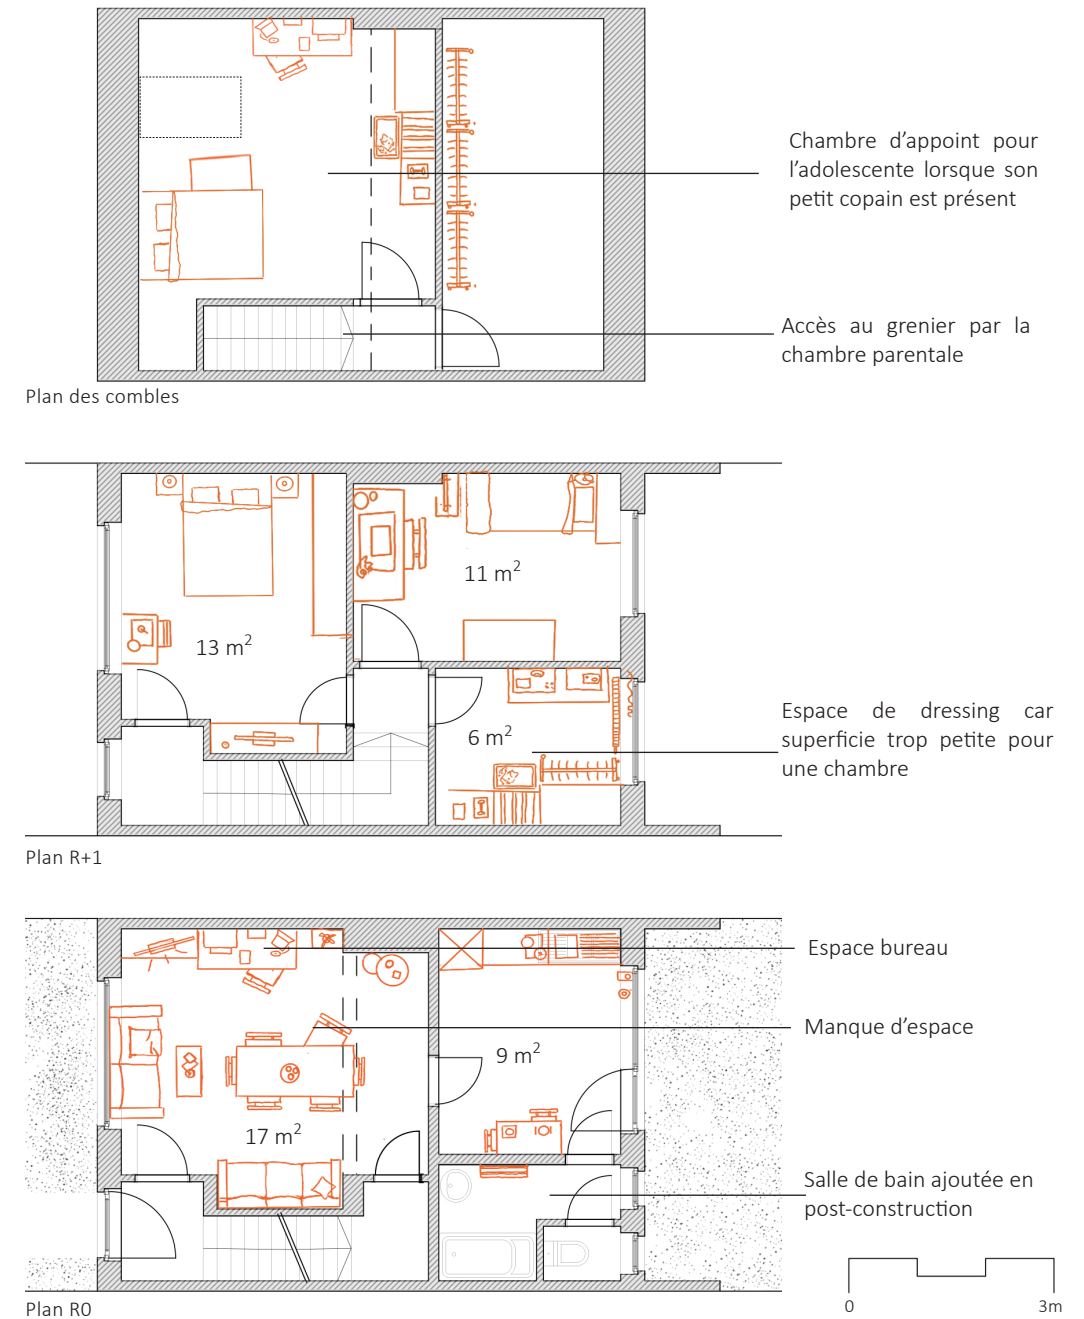 Chambre d'appoint pour
l'adolescente lorsque son
petit copain est présent
Accès au grenier par la
chambre parentale
Plan des combles
11 m²
13 m²
6 m²
Espace de dressing car
superficie trop petite pour
une chambre
Plan R+1
Espace bureau
Manque d'espace
9 m²
17 m²
Salle de bain ajoutée en
post-construction
0 3m
Plan R0